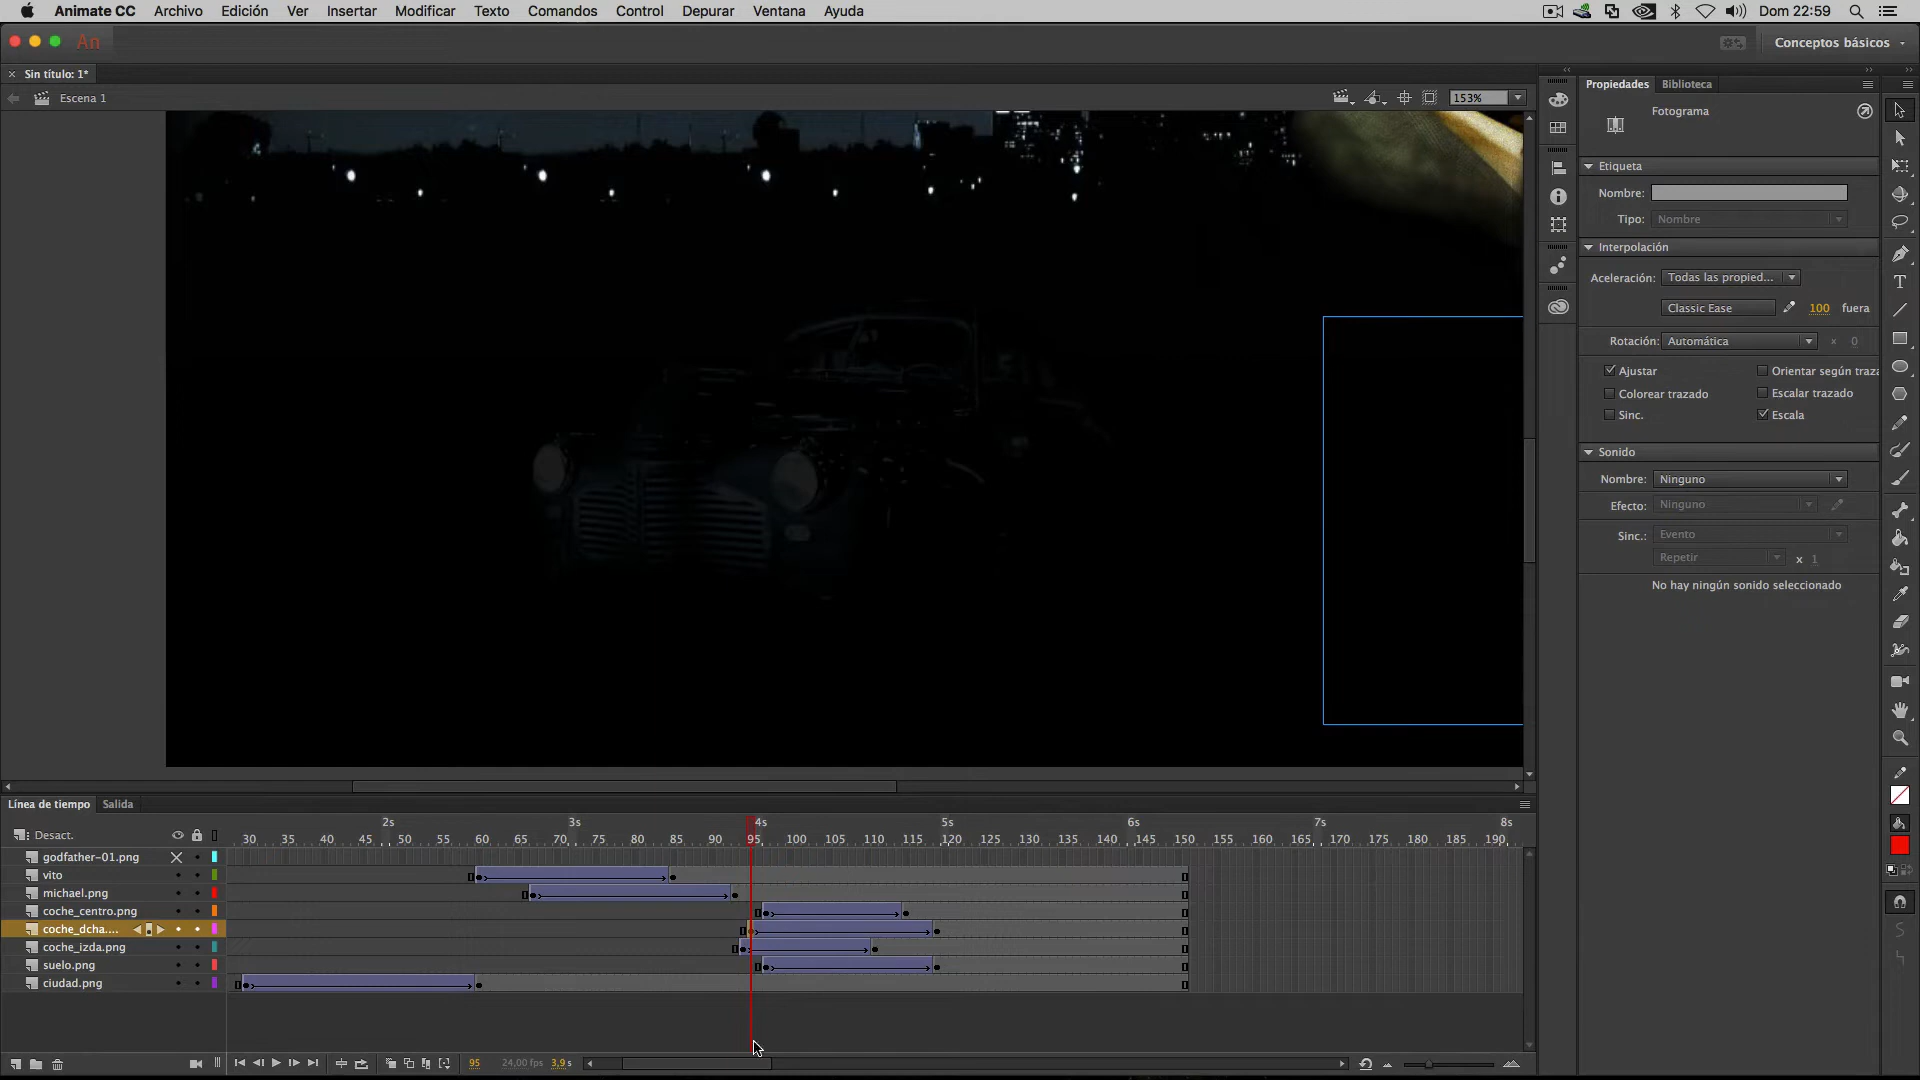 Animate CC Archivo Edición Ver Insertar Modificar Texto Comandos Control Depurar Ventana Ayuda Dom 22:59
An Conceptos básicos
Sin título: 1*
Escena 1 153%
Propiedades Biblioteca
Fotograma
Etiqueta
Nombre:
Tipo: Nombre
Interpolación
Aceleración: Todas las propied...
Classic Ease 100 fuera
Rotación: Automática x 0
Ajustar Orientar según traza
Colorear trazado Escalar trazado
Sinc. Escala
Sonido
Nombre: Ninguno
Efecto: Ninguno
Sinc.: Evento
Repetir x 1
No hay ningún sonido seleccionado
Línea de tiempo Salida
2s 3s 4s 5s 6s 7s 8s
Desact. 30 35 40 45 50 55 60 65 70 75 80 85 90 95 100 105 110 115 120 125 130 135 140 145 150 155 160 165 170 175 180 185 190
godfather-01.png
vito
michael.png
coche_centro.png
coche_dcha....
coche_izda.png
suelo.png
ciudad.png
95 24,00 fps 3,9 s